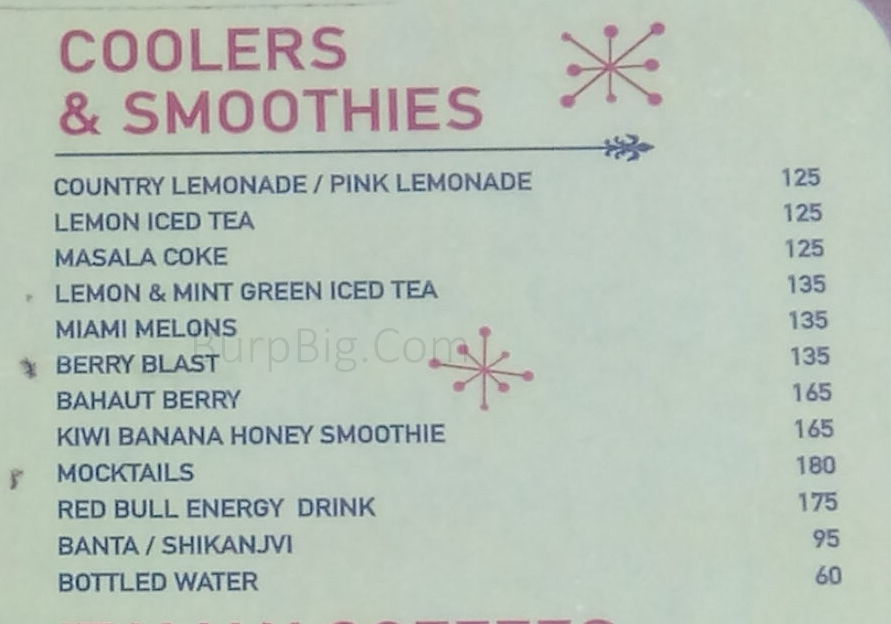 COOLERS
& SMOOTHIES
COUNTRY LEMONADE / PINK LEMONADE 125
LEMON ICED TEA 125
MASALA COKE 125
LEMON & MINT GREEN ICED TEA 135
MIAMI MELONS 135
BurpBig.Com
BERRY BLAST 135
BAHAUT BERRY 165
KIWI BANANA HONEY SMOOTHIE 165
MOCKTAILS 180
RED BULL ENERGY DRINK 175
BANTA / SHIKANJVI 95
BOTTLED WATER 60